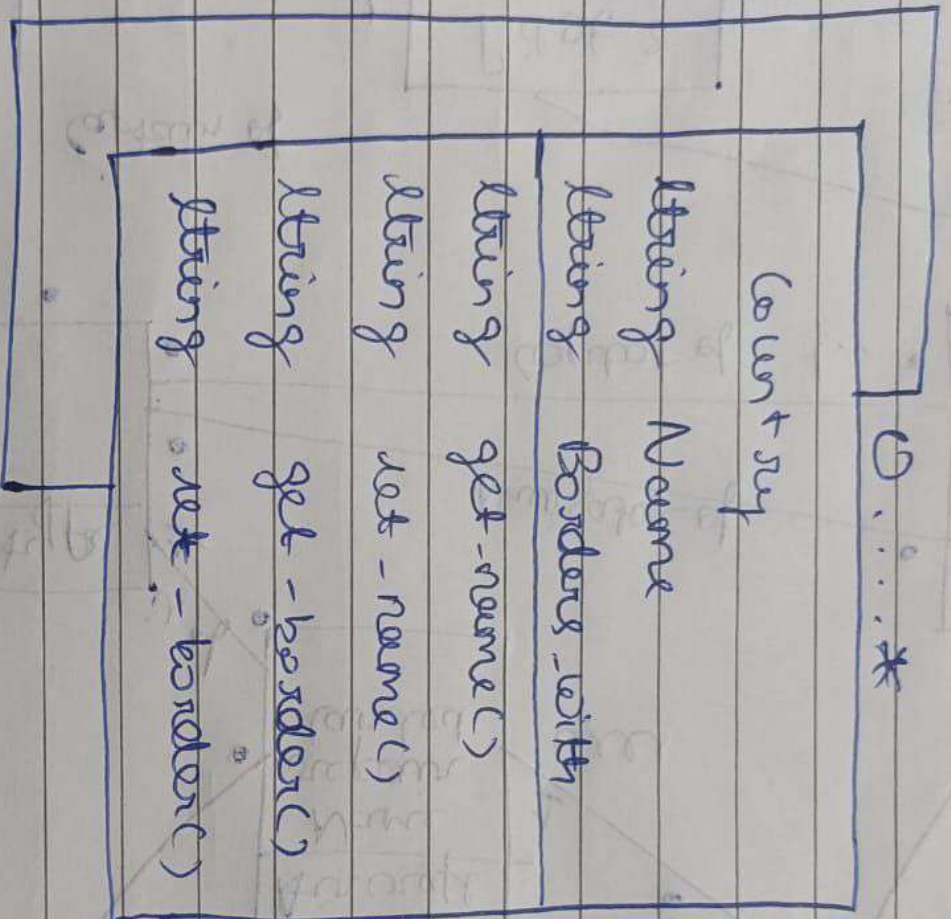 0....*
Country
String Name
String Borders_with
String get-name()
String set-name()
String get-border()
String set-border()